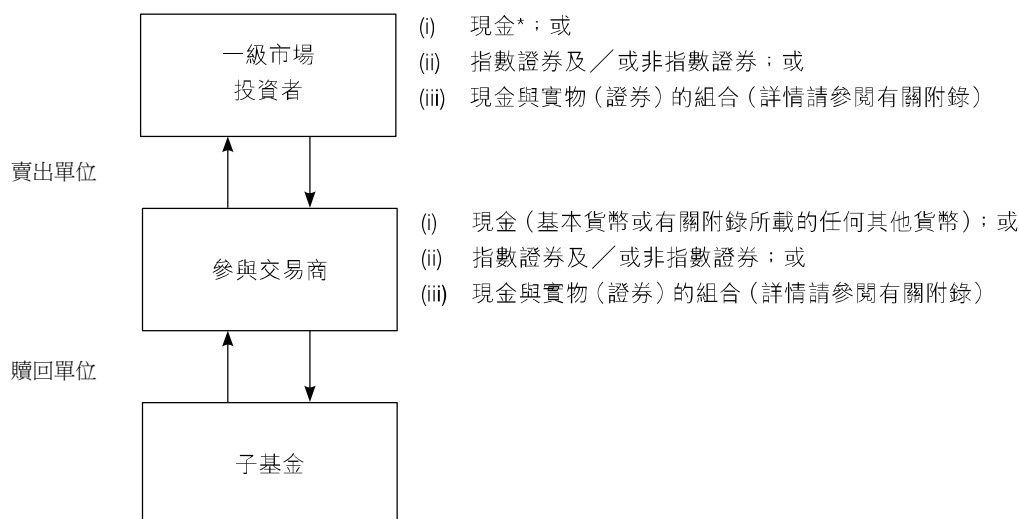 一級市場
投資者
(i) 現金*；或
(ii) 指數證券及／或非指數證券；或
(iii) 現金與實物（證券）的組合（詳情請參閱有關附錄）
賣出單位
參與交易商
(i) 現金（基本貨幣或有關附錄所載的任何其他貨幣）；或
(ii) 指數證券及／或非指數證券；或
(iii) 現金與實物（證券）的組合（詳情請參閱有關附錄）
贖回單位
子基金